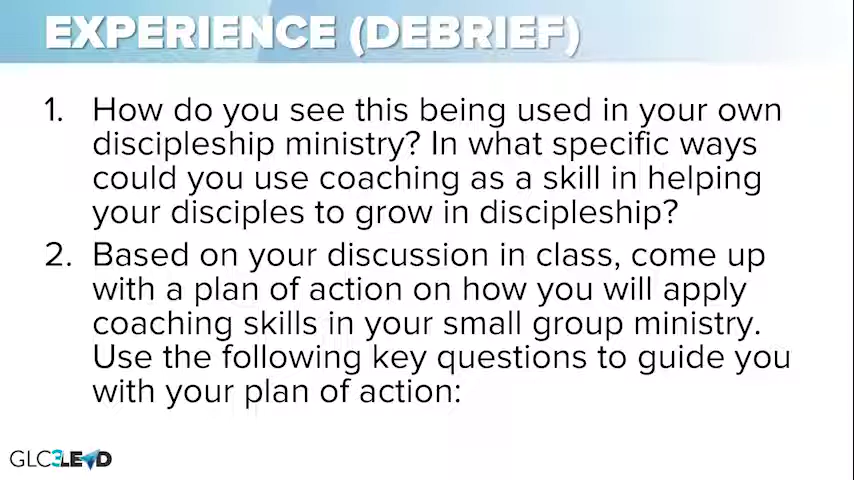 EXPERIENCE (DEBRIEF)
1. How do you see this being used in your own
discipleship ministry? In what specific ways
could you use coaching as a skill in helping
your disciples to grow in discipleship?
2. Based on your discussion in class, come up
with a plan of action on how you will apply
coaching skills in your small group ministry.
Use the following key questions to guide you
with your plan of action:
GLC3LEAD